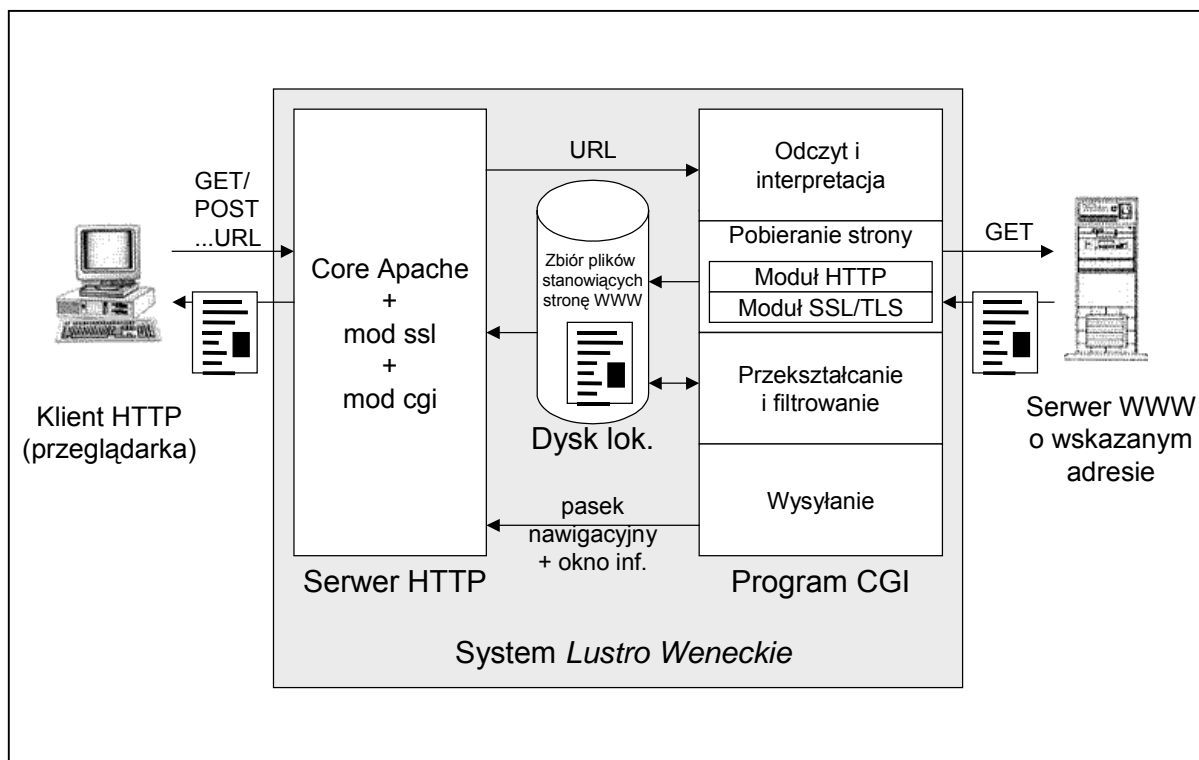 GET/
POST
...URL
Klient HTTP
(przeglądarka)
Core Apache
+
mod ssl
+
mod cgi
Serwer HTTP
URL
Zbiór plików
stanowiących
stronę WWW
Dysk lok.
pasek
nawigacyjny
+ okno inf.
Odczyt i
interpretacja
Pobieranie strony
Moduł HTTP
Moduł SSL/TLS
Przekształcanie
i filtrowanie
Wysyłanie
Program CGI
GET
Serwer WWW
o wskazanym
adresie
System Lustro Weneckie